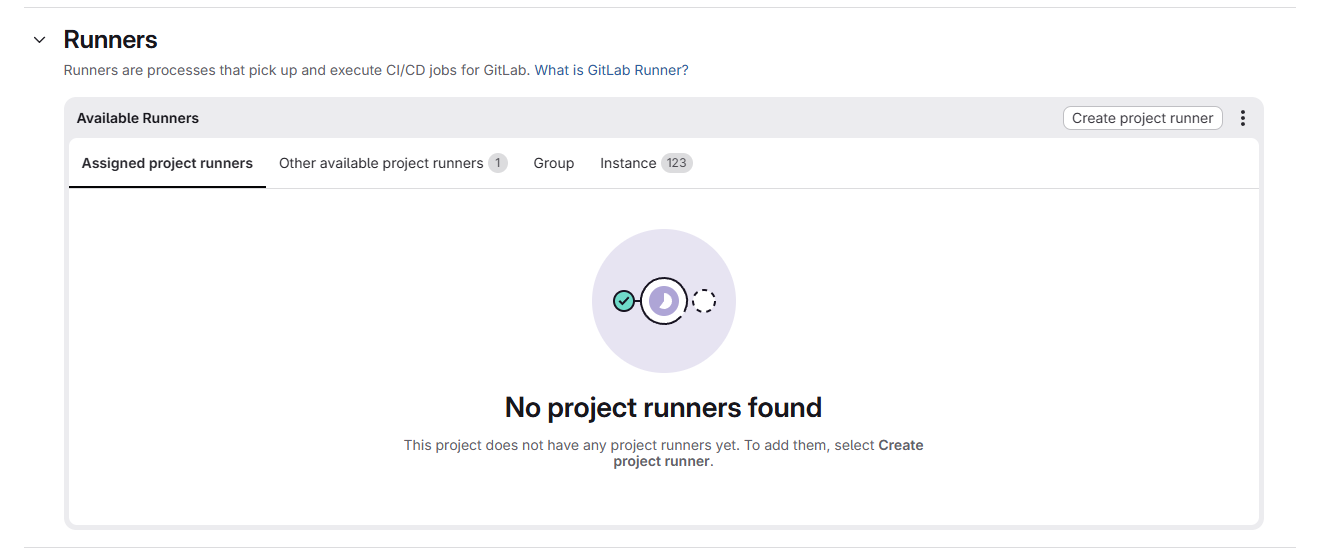 Runners
Runners are processes that pick up and execute CI/CD jobs for GitLab. What is GitLab Runner?
Available Runners
Create project runner
Assigned project runners
Other available project runners 1
Group
Instance 123
No project runners found
This project does not have any project runners yet. To add them, select Create
project runner.